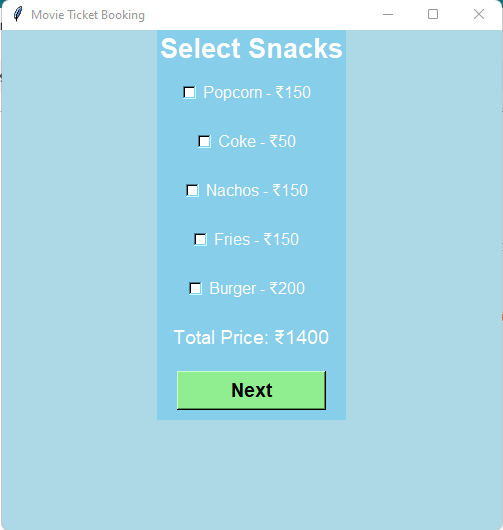 Movie Ticket Booking
Select Snacks
Popcorn - ₹150
Coke - ₹50
Nachos - ₹150
Fries - ₹150
Burger - ₹200
Total Price: ₹1400
Next